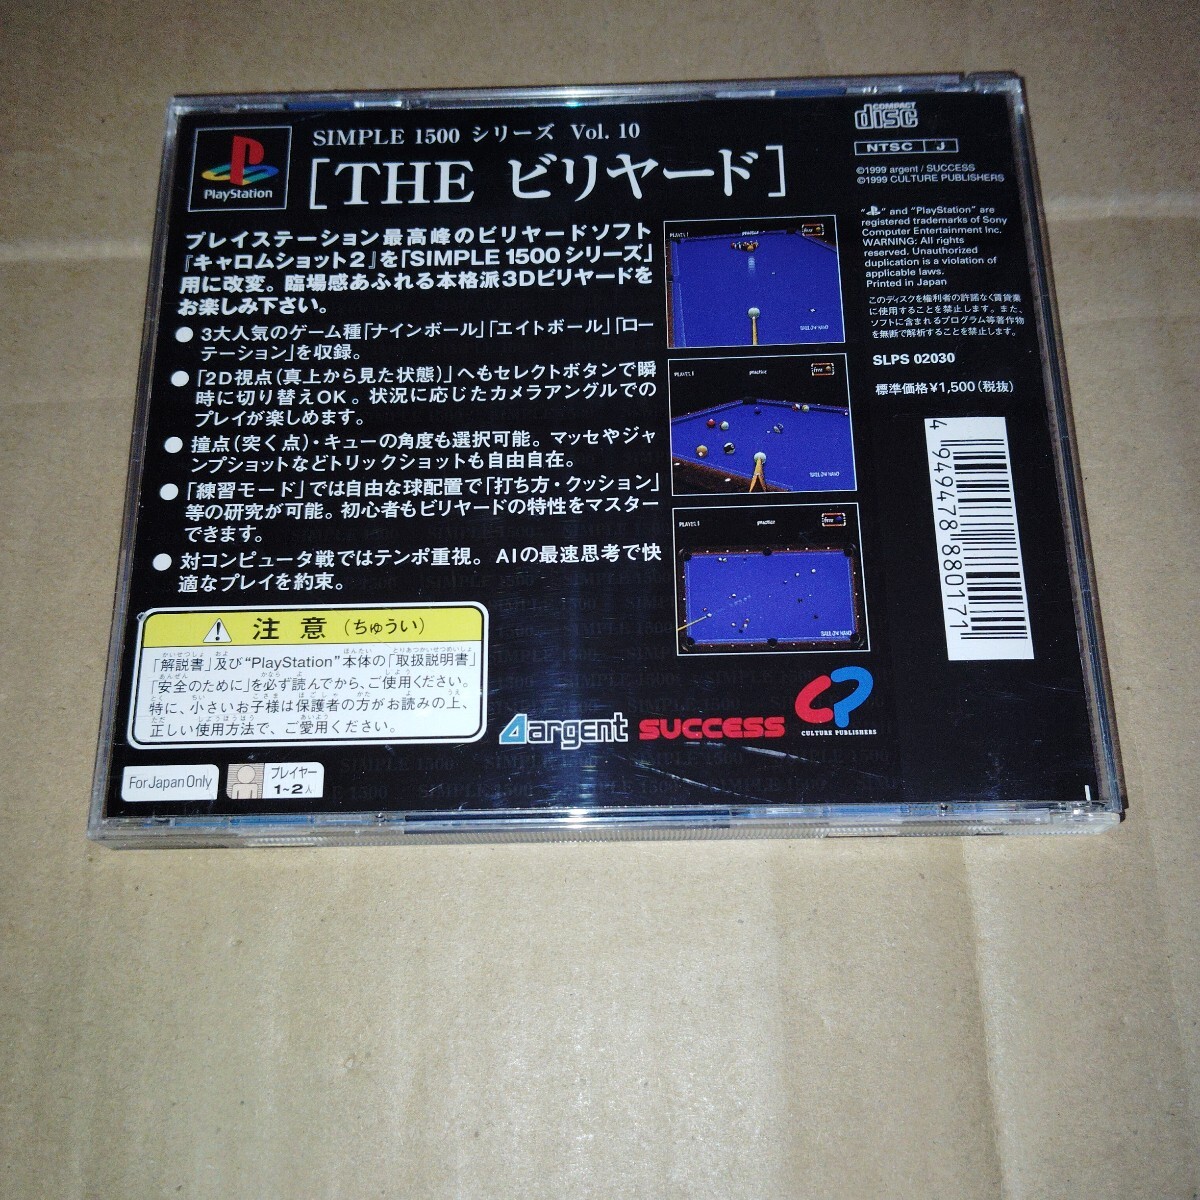 SIMPLE 1500 シリーズ Vol. 10
［THE ビリヤード］
PlayStation
プレイステーション最高峰のビリヤードソフト
『キャロムショット2』を「SIMPLE 1500シリーズ」
用に改変。臨場感あふれる本格派3Dビリヤードを
お楽しみ下さい。
● 3大人気のゲーム種「ナインボール」「エイトボール」「ロー
テーション」を収録。
● 「2D視点(真上から見た状態)」へもセレクトボタンで瞬
時に切り替えOK。状況に応じたカメラアングルでの
プレイが楽しめます。
● 撞点(突く点)・キューの角度も選択可能。マッセやジャ
ンプショットなどトリックショットも自由自在。
● 「練習モード」では自由な球配置で「打ち方・クッション」
等の研究が可能。初心者もビリヤードの特性をマスター
できます。
● 対コンピュータ戦ではテンポ重視。AIの最速思考で快
適なプレイを約束。
PLAYER1 practice free
BALL-IN HAND
PLAYER1 practice free
BALL-IN HAND
PLAYER1 practice free
BALL-IN HAND
COMPACT
disc
NTSC J
©1999 argent / SUCCESS
©1999 CULTURE PUBLISHERS
" " and "PlayStation" are
registered trademarks of Sony
Computer Entertainment Inc.
WARNING: All rights
reserved. Unauthorized
duplication is a violation of
applicable laws.
Printed in Japan
このディスクを権利者の許諾なく賃貸業
に使用することを禁止します。また、
ソフトに含まれるプログラム等著作物
を無断で解析することを禁止します。
SLPS 02030
標準価格¥1,500(税抜)
4 949478 880171
注意(ちゅうい)
「解説書」及び"PlayStation"本体の「取扱説明書」
「安全のために」を必ず読んでから、ご使用ください。
特に、小さいお子様は保護者の方がお読みの上、
正しい使用方法で、ご愛用ください。
argent SUCCESS CULTURE PUBLISHERS
For Japan Only
プレイヤー
1~2人